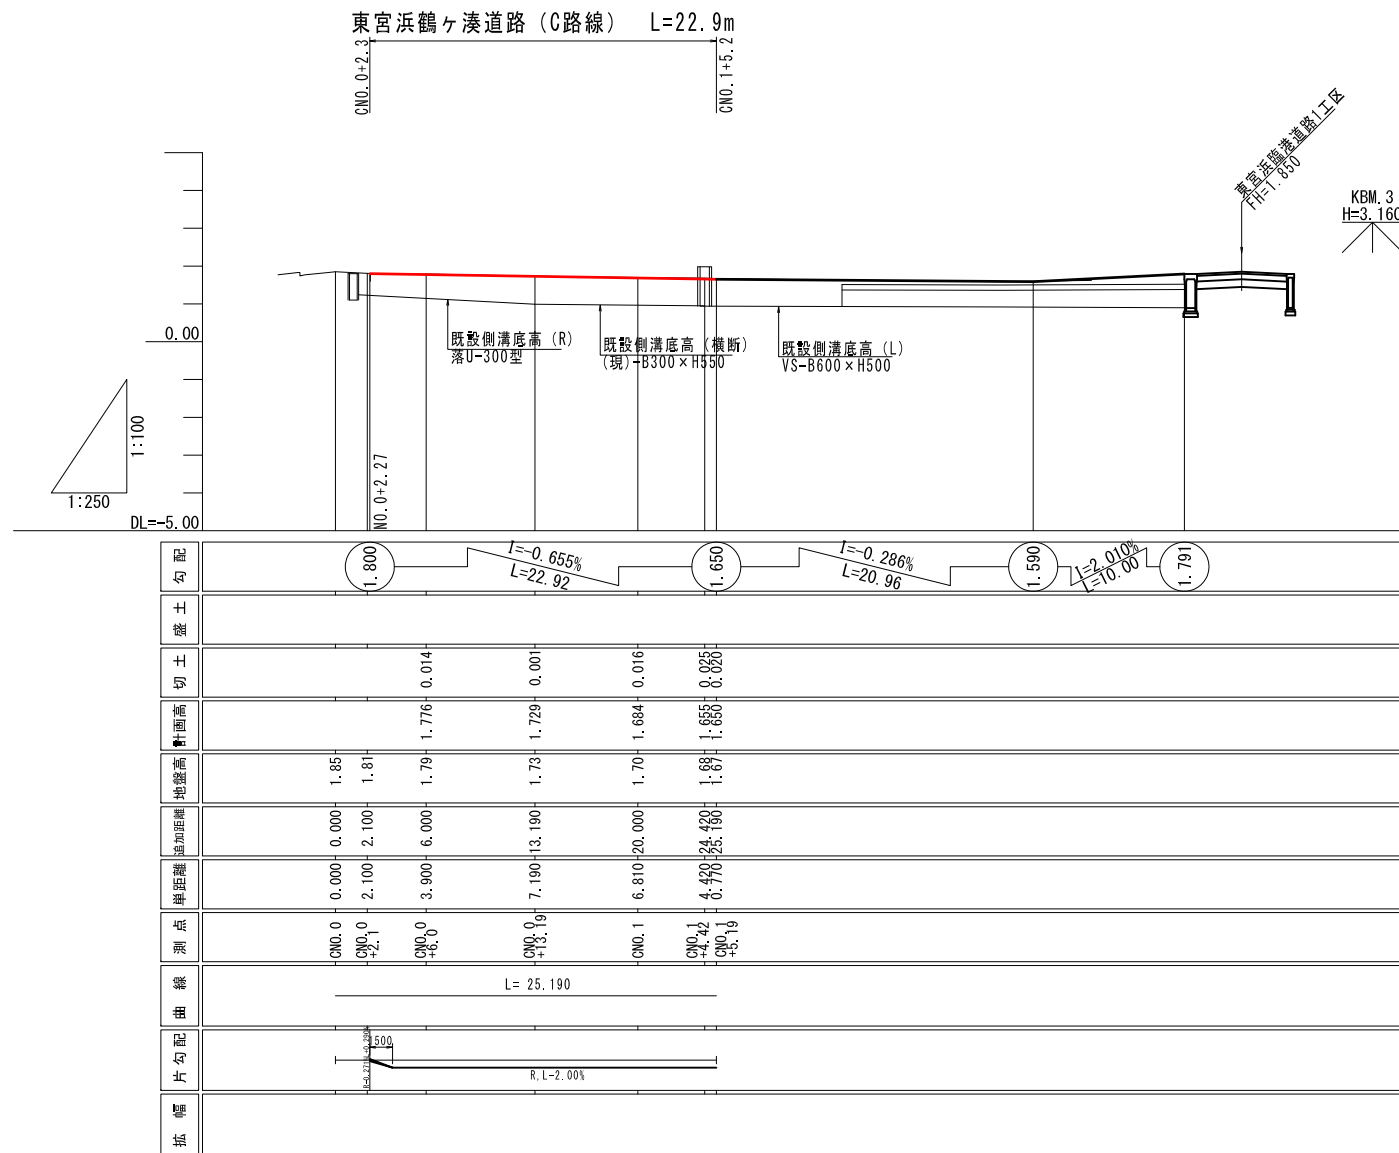 東宮浜鶴ヶ湊道路（C路線） L=22.9m
CNO.0+2.3
CNO.1+5.2
東宮浜臨港道路1工区
FH=1.850
KBM.3
H=3.160
0.00
既設側溝底高（R）
落U-300型
既設側溝底高（横断）
(現)-B300×H550
既設側溝底高（L）
VS-B600×H500
1:100
1:250
NO.0+2.27
DL=-5.00
勾配
1.800
I=-0.655%
L=22.92
1.650
I=-0.286%
L=20.96
1.590
I=2.010%
L=10.00
1.791
盛土
切土
0.014
0.001
0.016
0.025
0.020
計画高
1.776
1.729
1.684
1.655
1.650
地盤高
1.85
1.81
1.79
1.73
1.70
1.68
1.67
追加距離
0.000
2.100
6.000
13.190
20.000
24.420
25.190
単距離
0.000
2.100
3.900
7.190
6.810
4.420
0.770
測点
CNO.0
CNO.0
+2.1
CNO.0
+6.0
CNO.0
+13.19
CNO.1
CNO.1
+4.42
CNO.1
+5.19
曲線
L= 25.190
片勾配
R,L-2.00%
拡幅